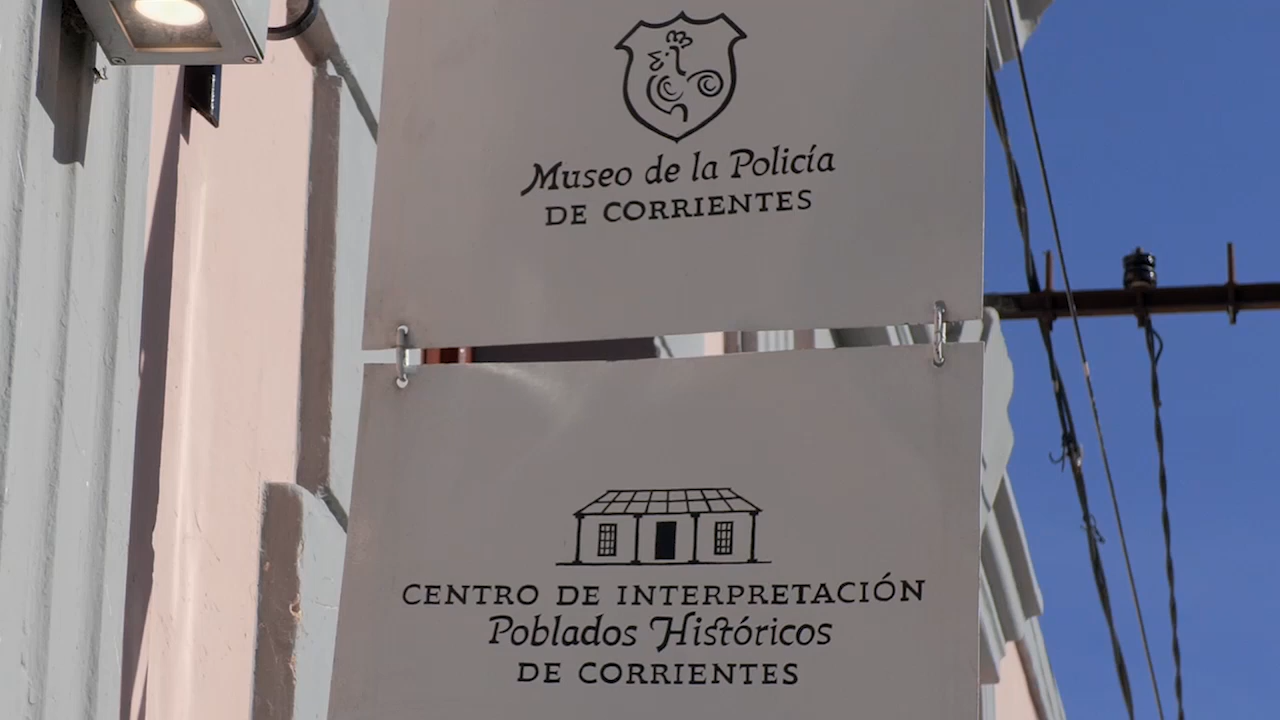 Museo de la Policía
DE CORRIENTES
CENTRO DE INTERPRETACIÓN
Poblados Históricos
DE CORRIENTES